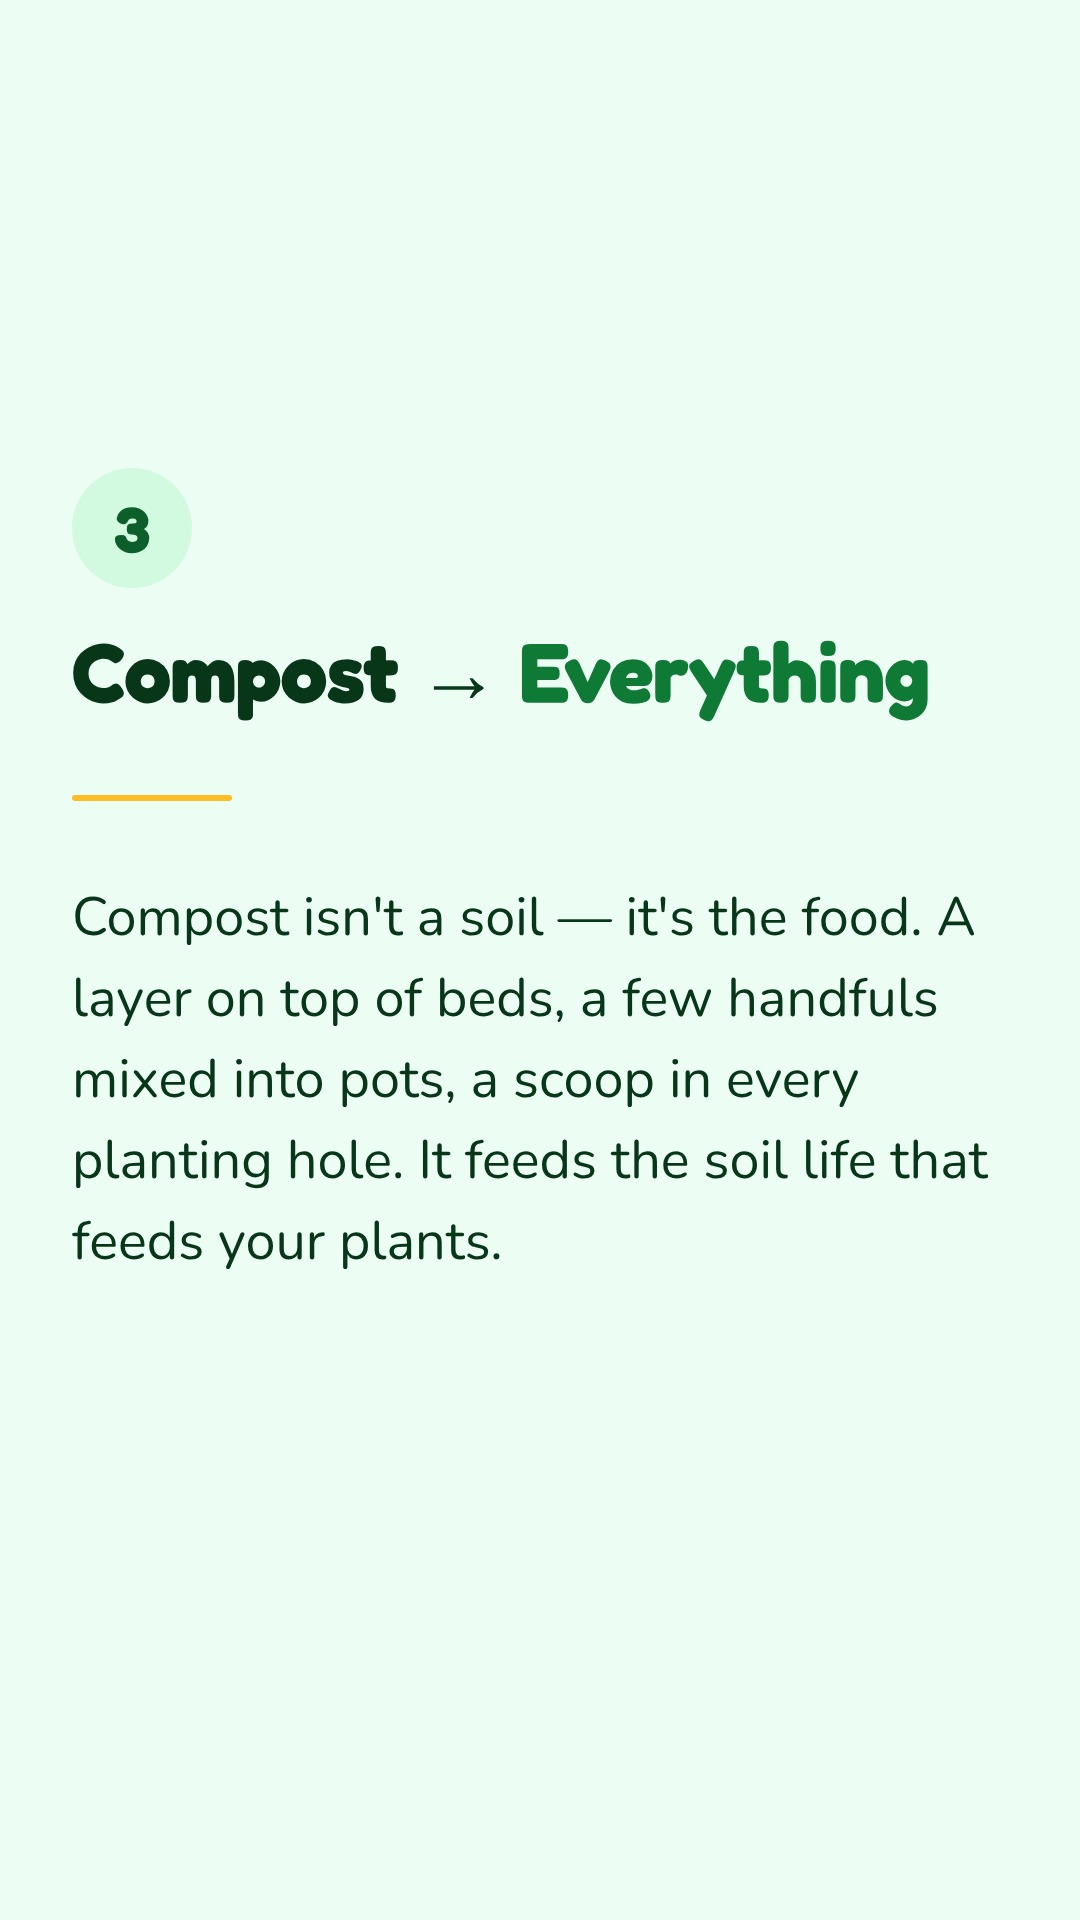 3
Compost → Everything
Compost isn't a soil — it's the food. A
layer on top of beds, a few handfuls
mixed into pots, a scoop in every
planting hole. It feeds the soil life that
feeds your plants.